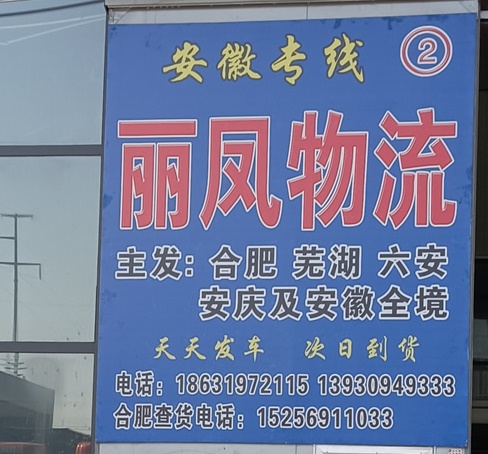 安徽专线 ②
丽凤物流
主发: 合肥 芜湖 六安
安庆及安徽全境
天天发车 次日到货
电话: 18631972115 13930949333
合肥查货电话: 15256911033